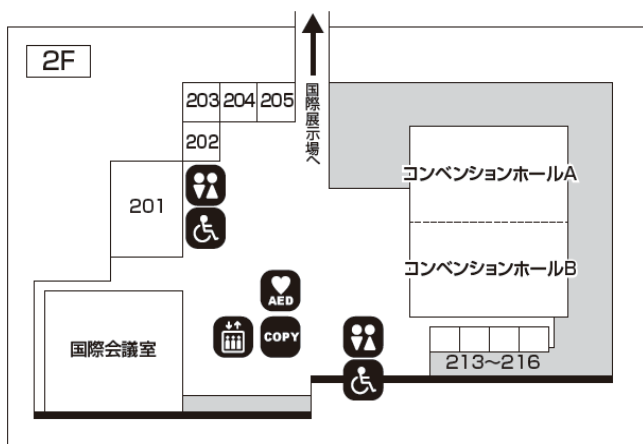 2F
国際展示場へ
203
204
205
202
201
コンベンションホールA
コンベンションホールB
AED
COPY
国際会議室
213〜216